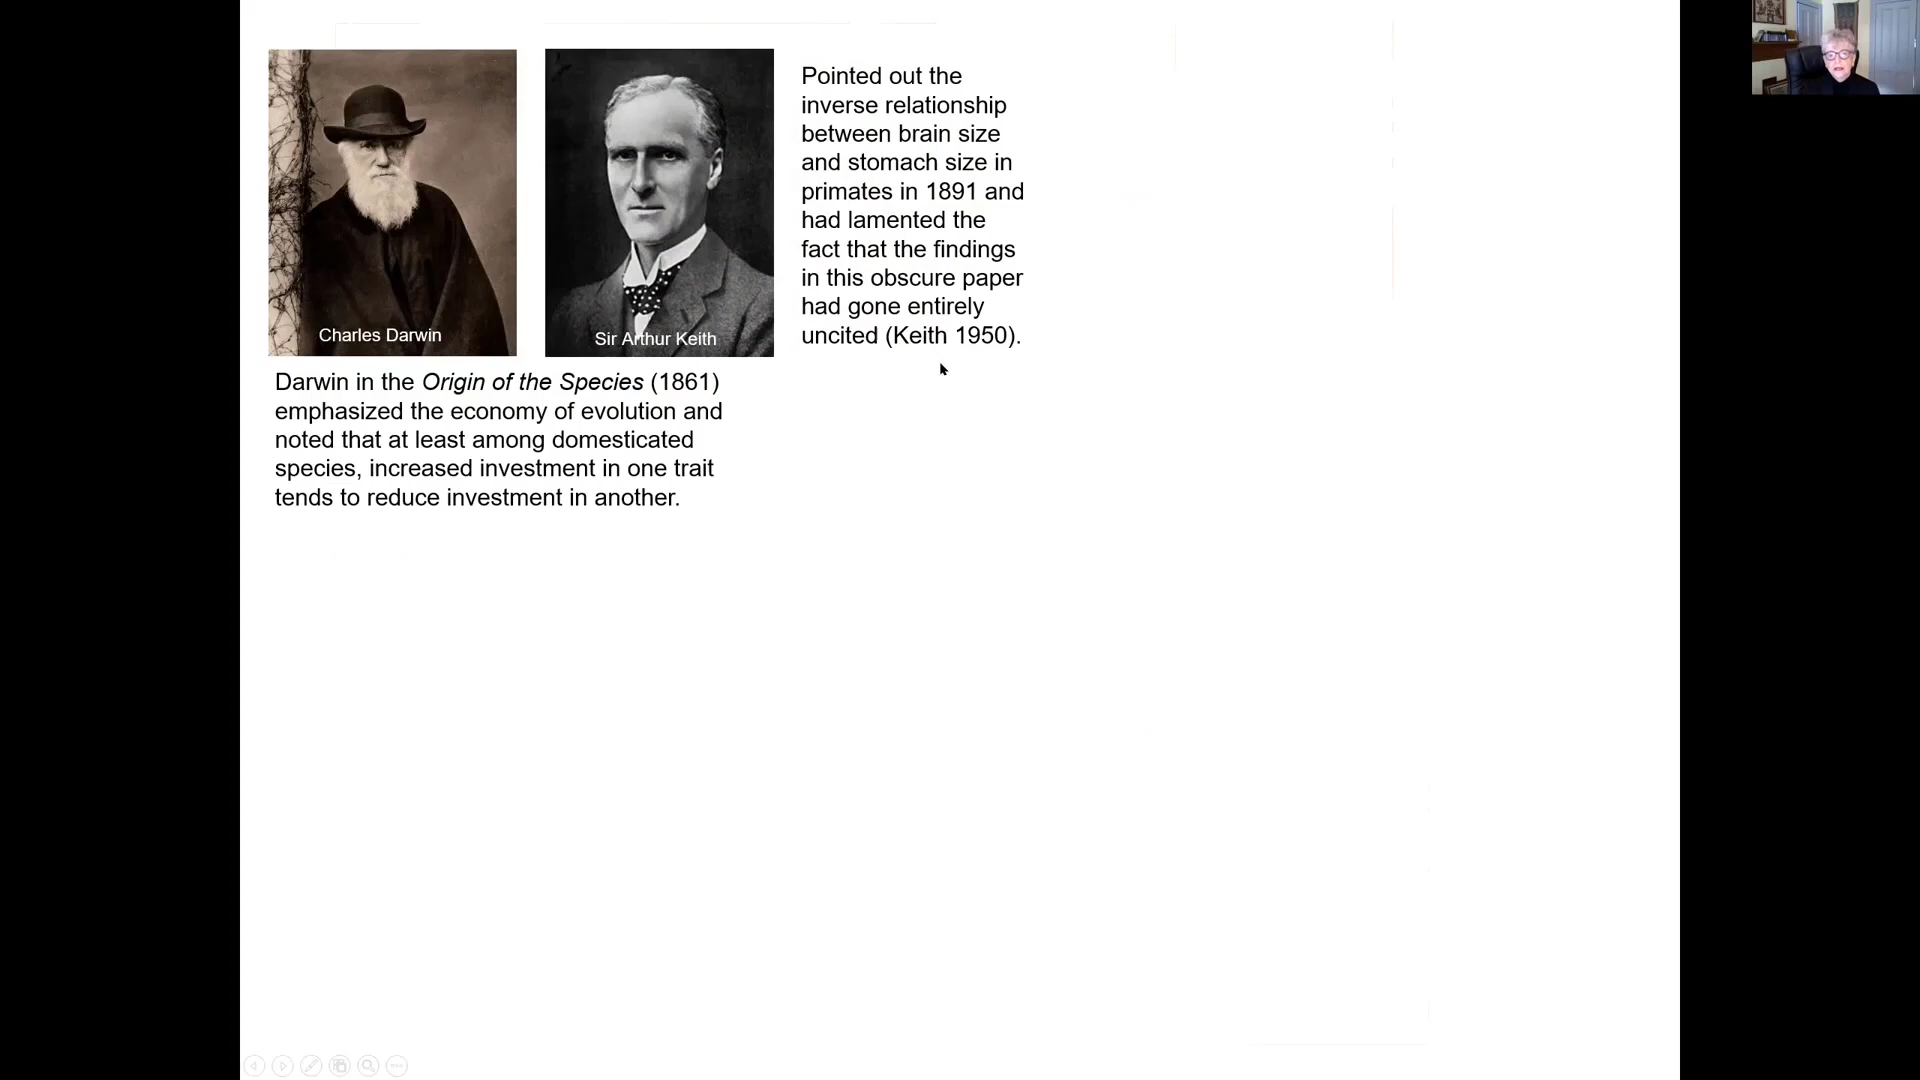 Charles Darwin
Sir Arthur Keith
Pointed out the
inverse relationship
between brain size
and stomach size in
primates in 1891 and
had lamented the
fact that the findings
in this obscure paper
had gone entirely
uncited (Keith 1950).
Darwin in the Origin of the Species (1861)
emphasized the economy of evolution and
noted that at least among domesticated
species, increased investment in one trait
tends to reduce investment in another.